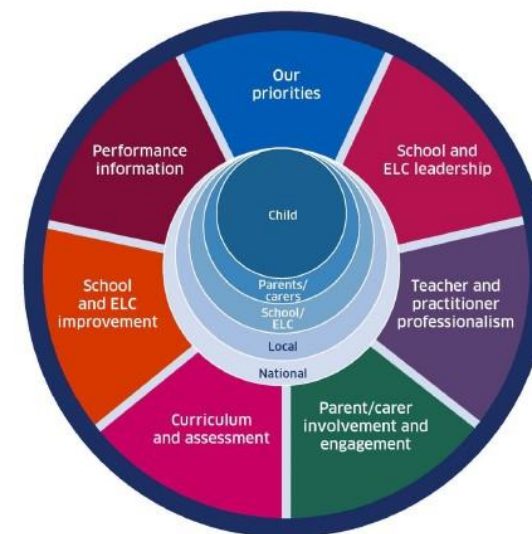 Our
priorities
School and
ELC leadership
Teacher and
practitioner
professionalism
Parent/carer
involvement and
engagement
Curriculum
and assessment
School
and ELC
improvement
Performance
information
Child
Parents/
carers
School/
ELC
Local
National